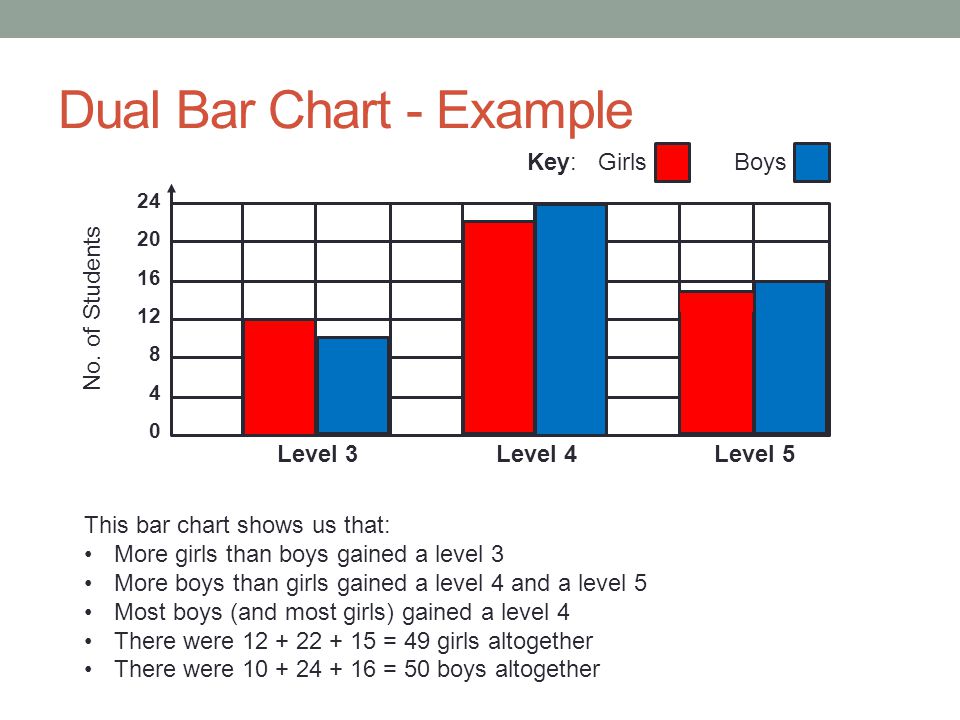 Dual Bar Chart - Example
Key: Girls Boys
24
20
16
12
8
4
0
No. of Students
Level 3 Level 4 Level 5
This bar chart shows us that:
• More girls than boys gained a level 3
• More boys than girls gained a level 4 and a level 5
• Most boys (and most girls) gained a level 4
• There were 12 + 22 + 15 = 49 girls altogether
• There were 10 + 24 + 16 = 50 boys altogether